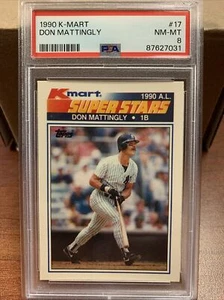 1990 K-MART #17
DON MATTINGLY NM-MT
8
PSA 87627031
Kmart 1990 A.L.
SUPER STARS
DON MATTINGLY • 1B
Topps